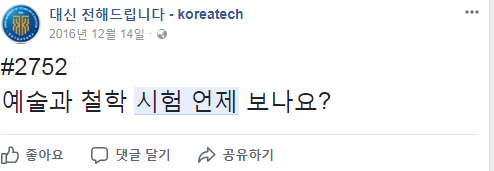 대신 전해드립니다 - koreatech
2016년 12월 14일 ·
#2752
예술과 철학 시험 언제 보나요?
좋아요 댓글 달기 공유하기